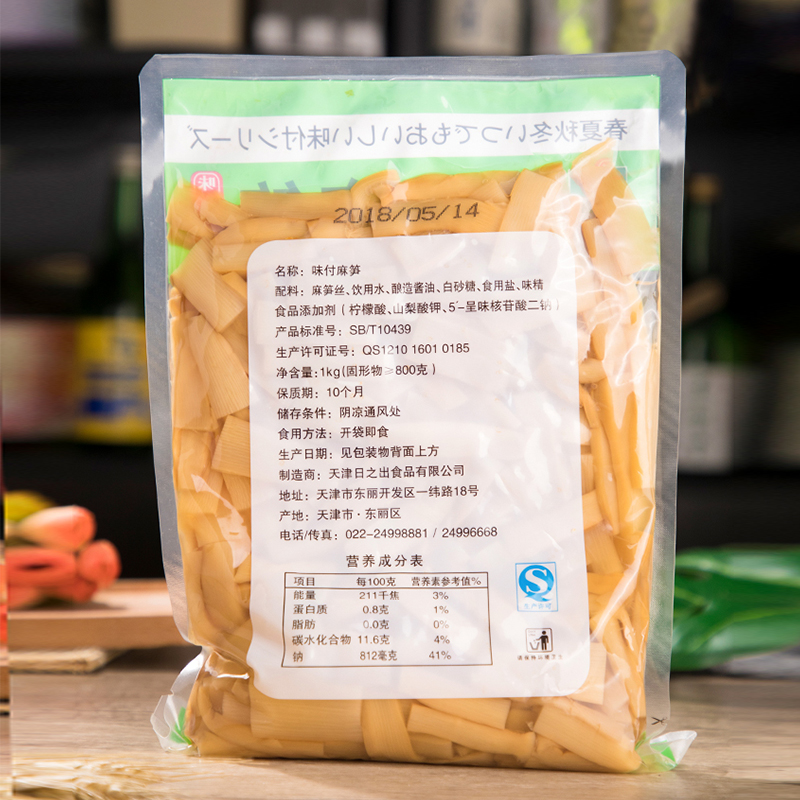 春夏秋冬いつでもおいしい味付シリーズ
味
2018/05/14
名称：味付麻笋
配料：麻笋丝、饮用水、酿造酱油、白砂糖、食用盐、味精
食品添加剂（柠檬酸、山梨酸钾、5′-呈味核苷酸二钠）
产品标准号：SB/T10439
生产许可证号：QS1210 1601 0185
净含量:1kg(固形物≥800克)
保质期：10个月
储存条件：阴凉通风处
食用方法：开袋即食
生产日期：见包装物背面上方
制造商：天津日之出食品有限公司
地址：天津市东丽开发区一纬路18号
产地：天津市·东丽区
电话/传真：022-24998881 / 24996668
营养成分表
项目 每100克 营养素参考值%
能量 211千焦 3%
蛋白质 0.8克 1%
脂肪 0.0克 0%
碳水化合物 11.6克 4%
钠 812毫克 41%